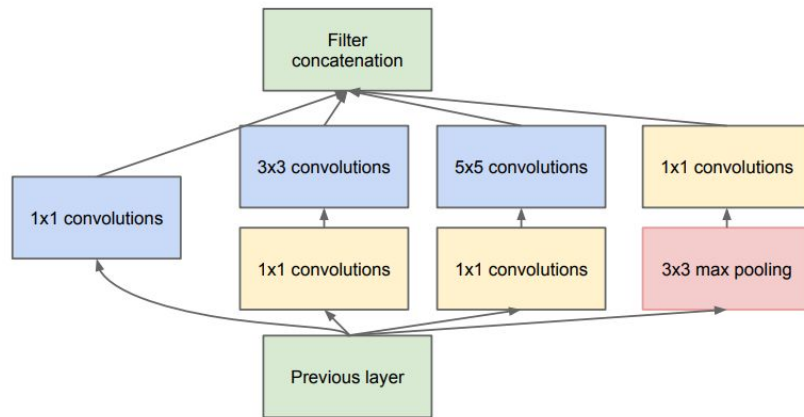 Filter
concatenation
3x3 convolutions
5x5 convolutions
1x1 convolutions
1x1 convolutions
1x1 convolutions
1x1 convolutions
3x3 max pooling
Previous layer